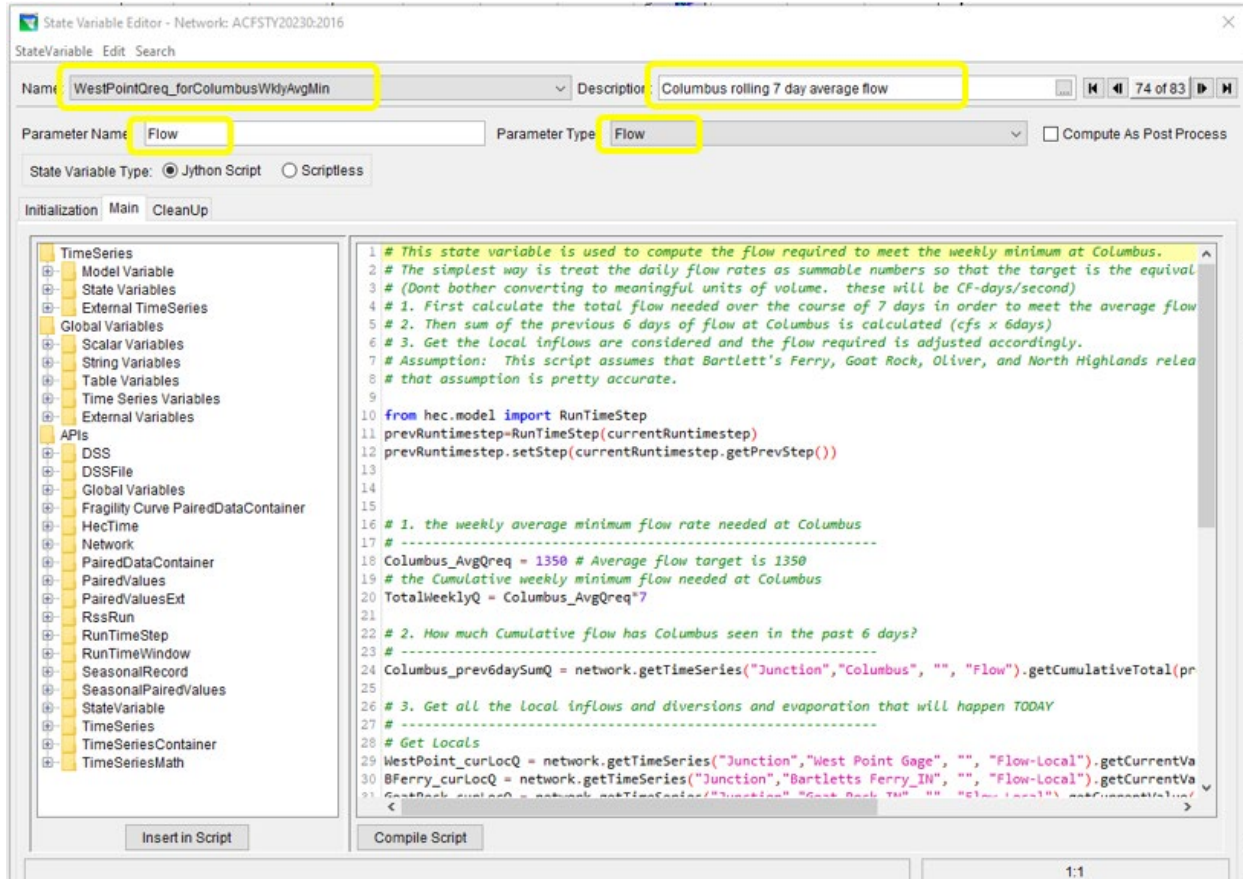 State Variable Editor - Network: ACFSTY20230:2016
StateVariable Edit Search
Name: WestPointQreq_forColumbusWklyAvgMin Description: Columbus rolling 7 day average flow ... 74 of 83
Parameter Name Flow Parameter Type Flow Compute As Post Process
State Variable Type: Jython Script Scriptless
Initialization Main CleanUp
TimeSeries
Model Variable
State Variables
External TimeSeries
Global Variables
Scalar Variables
String Variables
Table Variables
Time Series Variables
External Variables
APIs
DSS
DSSFile
Global Variables
Fragility Curve PairedDataContainer
HecTime
Network
PairedDataContainer
PairedValues
PairedValuesExt
RssRun
RunTimeStep
RunTimeWindow
SeasonalRecord
SeasonalPairedValues
StateVariable
TimeSeries
TimeSeriesContainer
TimeSeriesMath
1 # This state variable is used to compute the flow required to meet the weekly minimum at Columbus.
2 # The simplest way is treat the daily flow rates as summable numbers so that the target is the equival
3 # (Dont bother converting to meaningful units of volume. these will be CF-days/second)
4 # 1. First calculate the total flow needed over the course of 7 days in order to meet the average flow
5 # 2. Then sum of the previous 6 days of flow at Columbus is calculated (cfs x 6days)
6 # 3. Get the local inflows are considered and the flow required is adjusted accordingly.
7 # Assumption: This script assumes that Bartlett's Ferry, Goat Rock, Oliver, and North Highlands relea
8 # that assumption is pretty accurate.
9
10 from hec.model import RunTimeStep
11 prevRuntimestep=RunTimeStep(currentRuntimestep)
12 prevRuntimestep.setStep(currentRuntimestep.getPrevStep())
13
14
15
16 # 1. the weekly average minimum flow rate needed at Columbus
17 # ------------------------------------------------------------
18 Columbus_AvgQreq = 1350 # Average flow target is 1350
19 # the Cumulative weekly minimum flow needed at Columbus
20 TotalWeeklyQ = Columbus_AvgQreq*7
21
22 # 2. How much Cumulative flow has Columbus seen in the past 6 days?
23 # ------------------------------------------------------------
24 Columbus_prev6daySumQ = network.getTimeSeries("Junction","Columbus", "", "Flow").getCumulativeTotal(pr
25
26 # 3. Get all the local inflows and diversions and evaporation that will happen TODAY
27 # ------------------------------------------------------------
28 # Get Locals
29 WestPoint_curLocQ = network.getTimeSeries("Junction","West Point Gage", "", "Flow-Local").getCurrentVa
30 BFerry_curLocQ = network.getTimeSeries("Junction","Bartletts Ferry_IN", "", "Flow-Local").getCurrentVa
31 GoatRock_curLocQ = network.getTimeSeries("Junction","Goat Rock_IN", "", "Flow-Local").getCurrentValue(
Insert in Script Compile Script
1:1